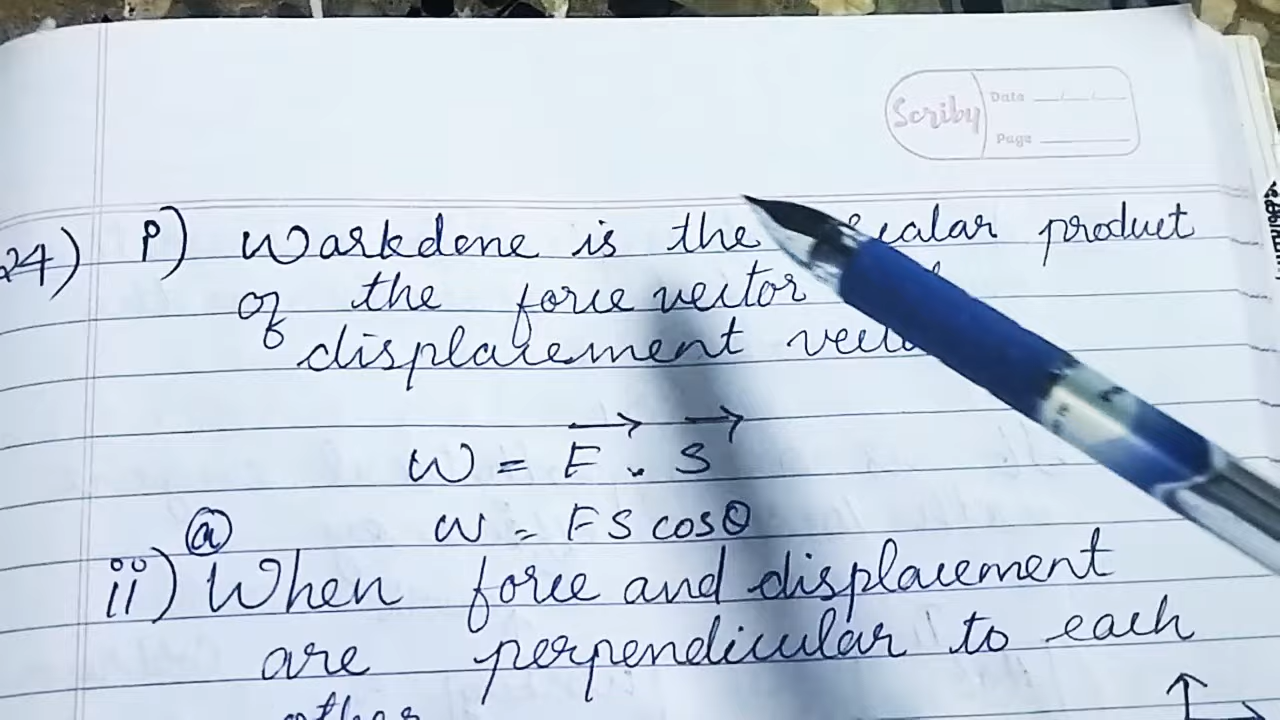 Scriby
Date
Page
24) i) Workdone is the scalar product
of the force vector
displacement
W = F . S
W = FS cosθ
ⓐ
ii) When force and displacement
are perpendicular to each
other